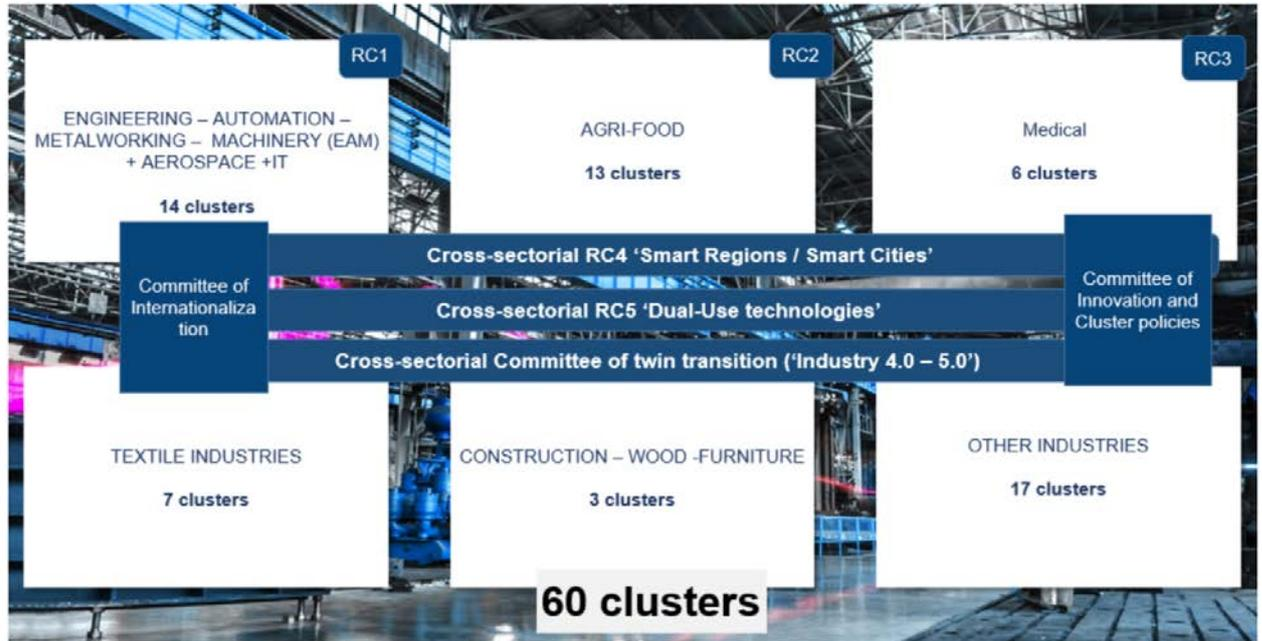 RC1
ENGINEERING – AUTOMATION –
METALWORKING – MACHINERY (EAM)
+ AEROSPACE +IT
14 clusters
RC2
AGRI-FOOD
13 clusters
RC3
Medical
6 clusters
Committee of
Internationaliza
tion
Cross-sectorial RC4 ‘Smart Regions / Smart Cities’
Cross-sectorial RC5 ‘Dual-Use technologies’
Cross-sectorial Committee of twin transition (‘Industry 4.0 – 5.0’)
Committee of
Innovation and
Cluster policies
TEXTILE INDUSTRIES
7 clusters
CONSTRUCTION – WOOD -FURNITURE
3 clusters
OTHER INDUSTRIES
17 clusters
60 clusters